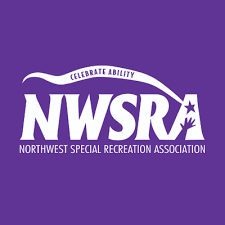 CELEBRATE ABILITY
NWSRA
NORTHWEST SPECIAL RECREATION ASSOCIATION